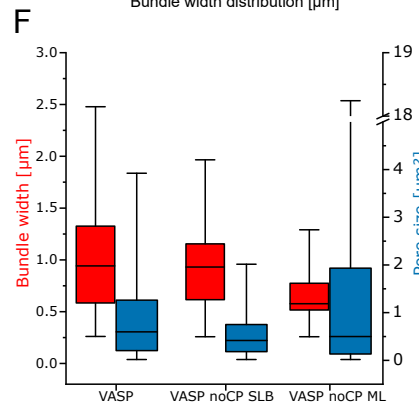 Bundle width distribution [µm]
F
3.0
2.5
2.0
1.5
1.0
0.5
0.0
Bundle width [µm]
19
18
4
3
2
1
0
Pore size [µm²]
VASP
VASP noCP SLB
VASP noCP ML